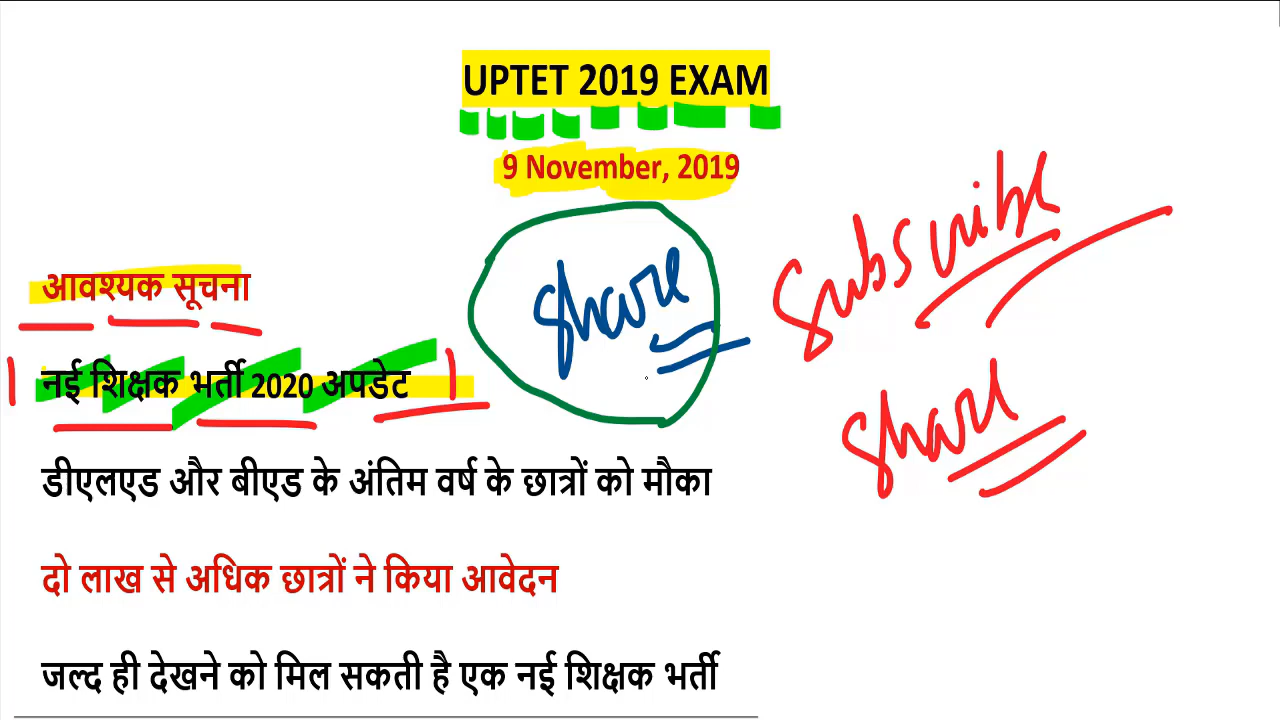 UPTET 2019 EXAM
9 November, 2019
Subscribe
आवश्यक सूचना
share
नई शिक्षक भर्ती 2020 अपडेट
share
डीएलएड और बीएड के अंतिम वर्ष के छात्रों को मौका
दो लाख से अधिक छात्रों ने किया आवेदन
जल्द ही देखने को मिल सकती है एक नई शिक्षक भर्ती